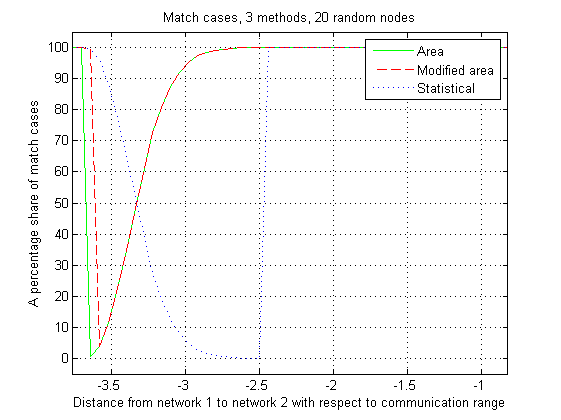 Match cases, 3 methods, 20 random nodes
Area
Modified area
Statistical
A percentage share of match cases
100
90
80
70
60
50
40
30
20
10
0
-3.5 -3 -2.5 -2 -1.5 -1
Distance from network 1 to network 2 with respect to communication range